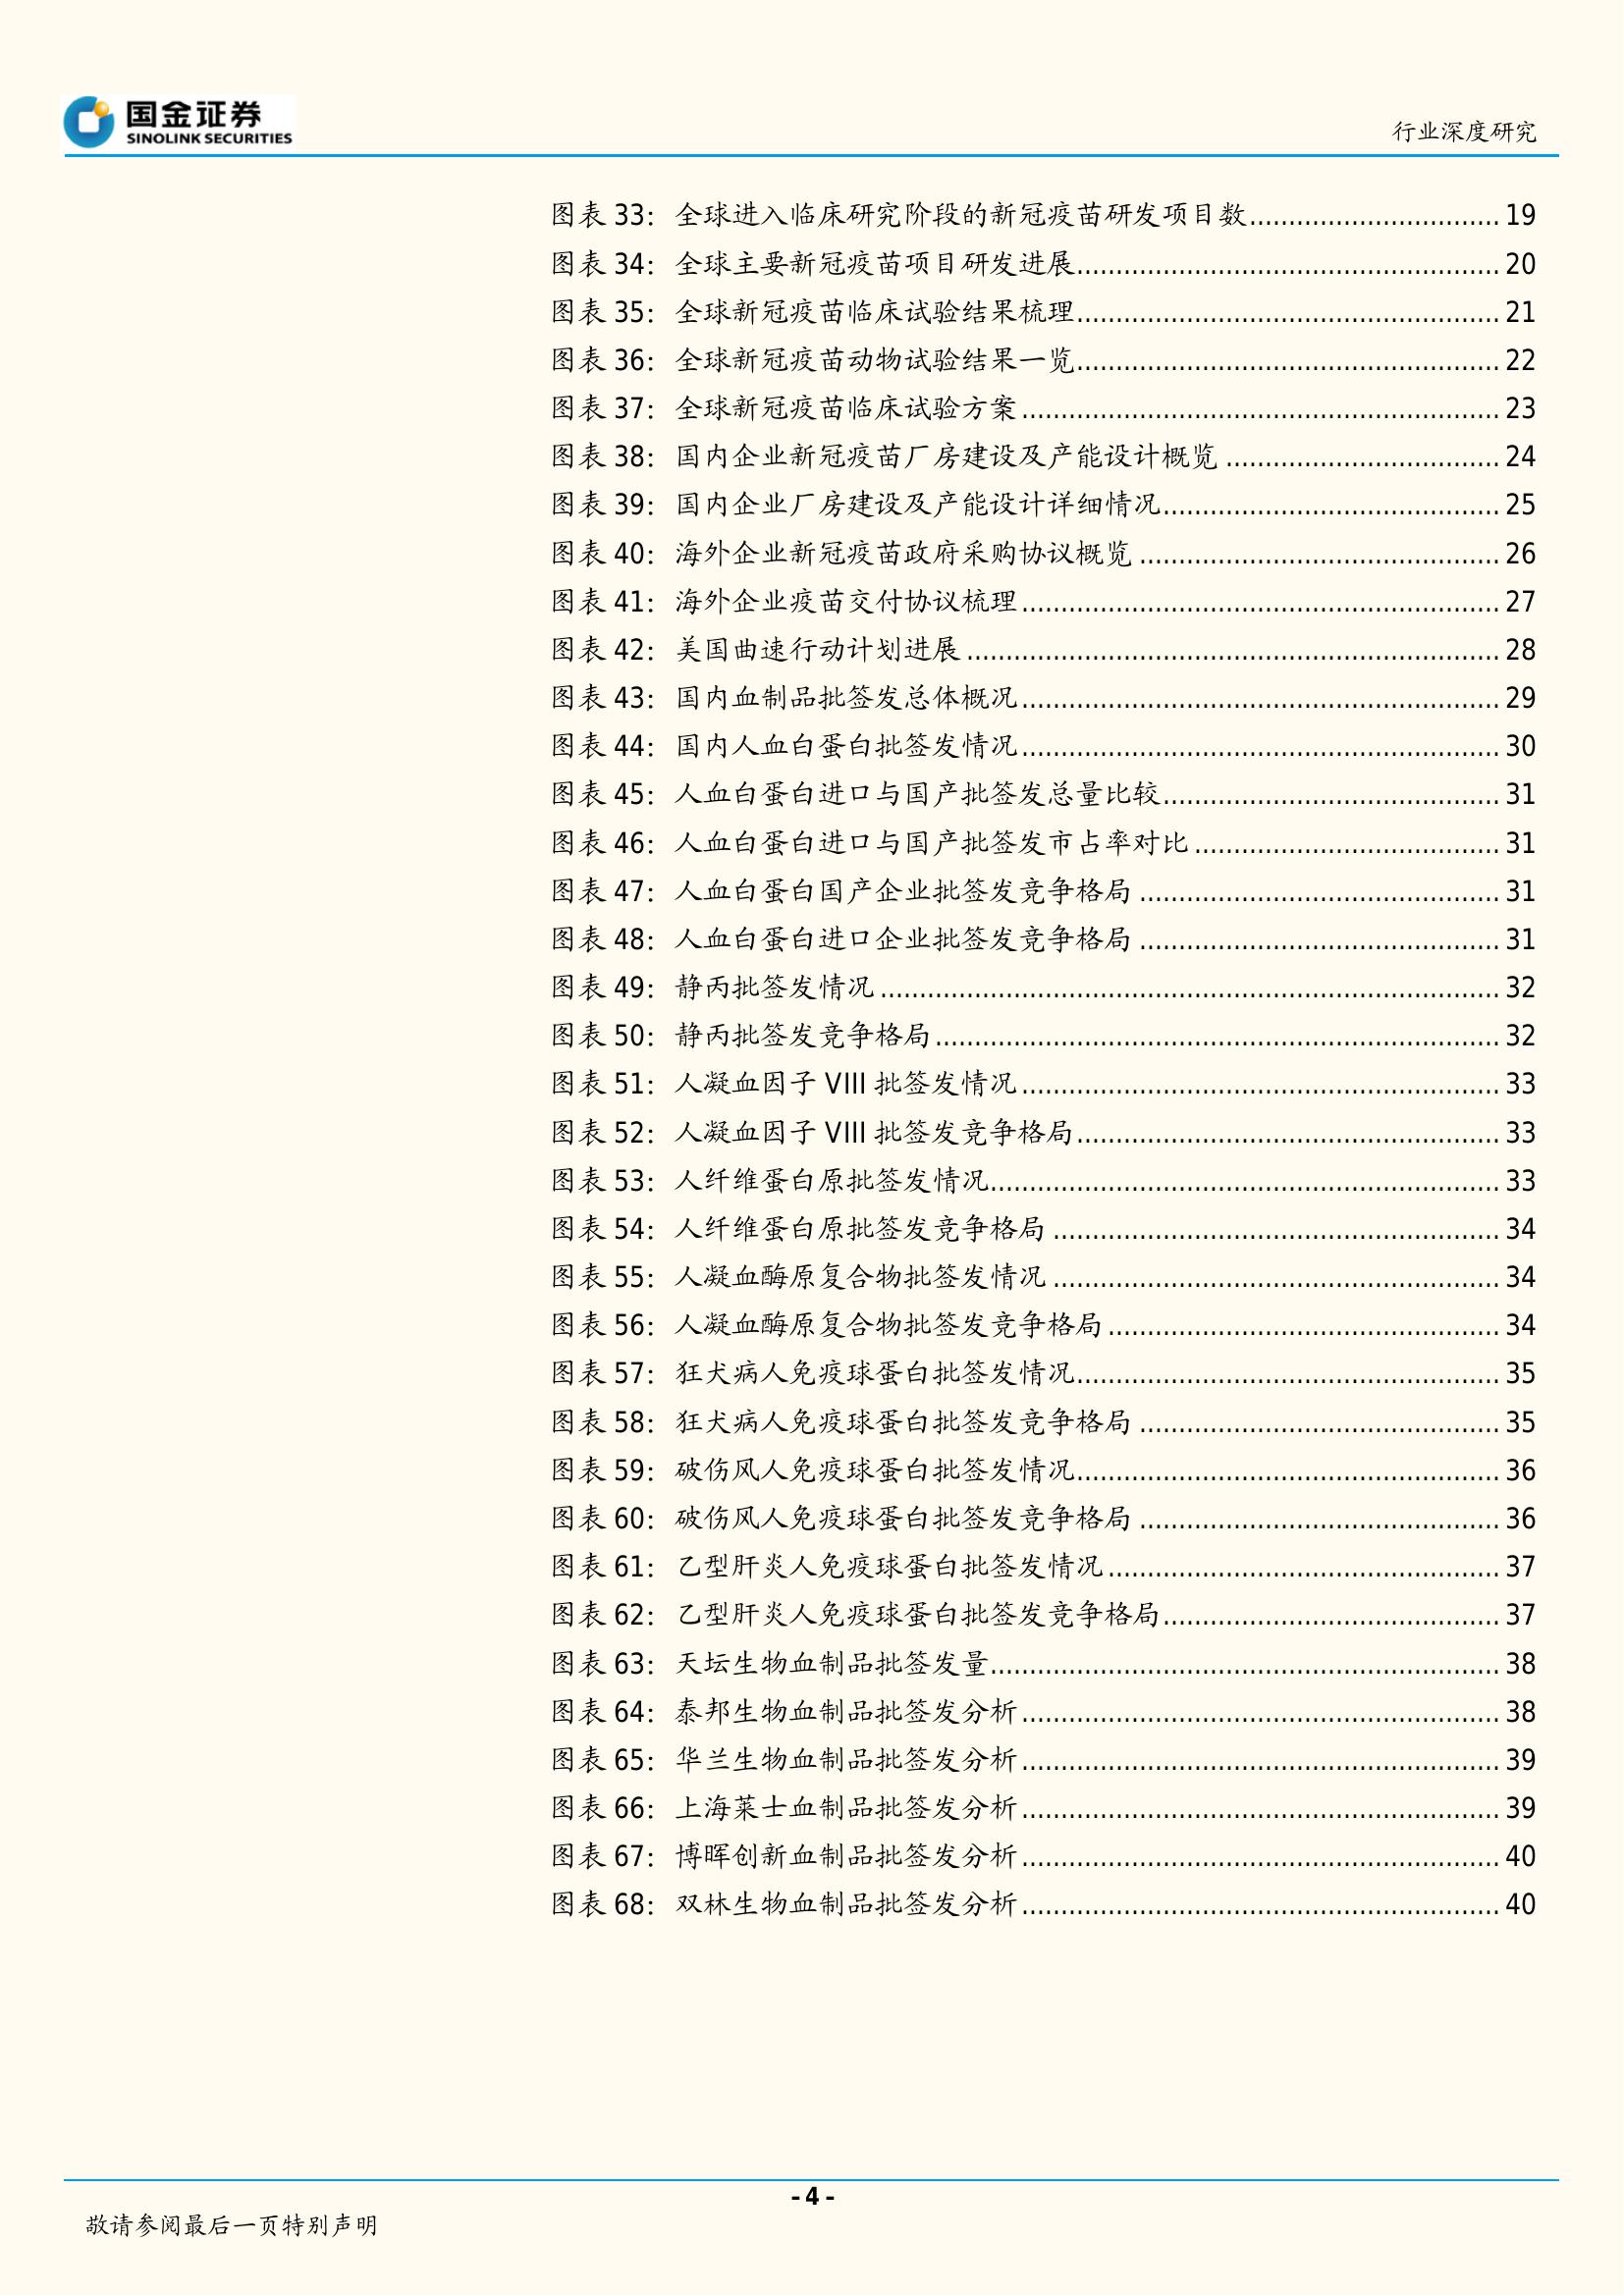 国金证券
SINOLINK SECURITIES
行业深度研究
图表 33：全球进入临床研究阶段的新冠疫苗研发项目数................................ 19
图表 34：全球主要新冠疫苗项目研发进展...................................................... 20
图表 35：全球新冠疫苗临床试验结果梳理...................................................... 21
图表 36：全球新冠疫苗动物试验结果一览...................................................... 22
图表 37：全球新冠疫苗临床试验方案............................................................. 23
图表 38：国内企业新冠疫苗厂房建设及产能设计概览................................... 24
图表 39：国内企业厂房建设及产能设计详细情况........................................... 25
图表 40：海外企业新冠疫苗政府采购协议概览.............................................. 26
图表 41：海外企业疫苗交付协议梳理............................................................. 27
图表 42：美国曲速行动计划进展.................................................................... 28
图表 43：国内血制品批签发总体概况............................................................. 29
图表 44：国内人血白蛋白批签发情况............................................................. 30
图表 45：人血白蛋白进口与国产批签发总量比较........................................... 31
图表 46：人血白蛋白进口与国产批签发市占率对比....................................... 31
图表 47：人血白蛋白国产企业批签发竞争格局.............................................. 31
图表 48：人血白蛋白进口企业批签发竞争格局.............................................. 31
图表 49：静丙批签发情况............................................................................... 32
图表 50：静丙批签发竞争格局........................................................................ 32
图表 51：人凝血因子 VIII 批签发情况............................................................. 33
图表 52：人凝血因子 VIII 批签发竞争格局...................................................... 33
图表 53：人纤维蛋白原批签发情况................................................................. 33
图表 54：人纤维蛋白原批签发竞争格局......................................................... 34
图表 55：人凝血酶原复合物批签发情况......................................................... 34
图表 56：人凝血酶原复合物批签发竞争格局.................................................. 34
图表 57：狂犬病人免疫球蛋白批签发情况...................................................... 35
图表 58：狂犬病人免疫球蛋白批签发竞争格局.............................................. 35
图表 59：破伤风人免疫球蛋白批签发情况...................................................... 36
图表 60：破伤风人免疫球蛋白批签发竞争格局.............................................. 36
图表 61：乙型肝炎人免疫球蛋白批签发情况.................................................. 37
图表 62：乙型肝炎人免疫球蛋白批签发竞争格局........................................... 37
图表 63：天坛生物血制品批签发量................................................................. 38
图表 64：泰邦生物血制品批签发分析............................................................. 38
图表 65：华兰生物血制品批签发分析............................................................. 39
图表 66：上海莱士血制品批签发分析............................................................. 39
图表 67：博晖创新血制品批签发分析............................................................. 40
图表 68：双林生物血制品批签发分析............................................................. 40
- 4 -
敬请参阅最后一页特别声明